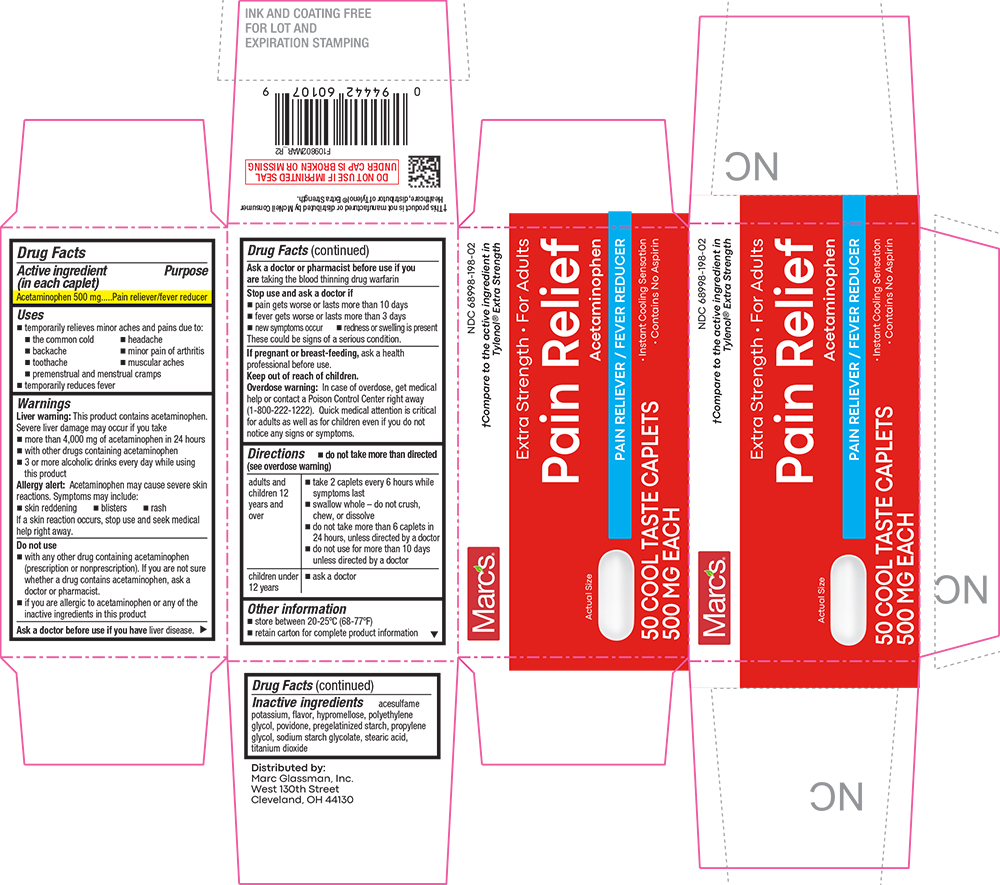 INK AND COATING FREE
FOR LOT AND
EXPIRATION STAMPING
0 94442 60107 9
F109802MAR_R2
DO NOT USE IF IMPRINTED SEAL
UNDER CAP IS BROKEN OR MISSING
†This product is not manufactured or distributed by McNeil Consumer
Healthcare, distributor of Tylenol® Extra Strength.
Drug Facts
Active ingredient Purpose
(in each caplet)
Acetaminophen 500 mg.....Pain reliever/fever reducer
Uses
■ temporarily relieves minor aches and pains due to:
■ the common cold ■ headache
■ backache ■ minor pain of arthritis
■ toothache ■ muscular aches
■ premenstrual and menstrual cramps
■ temporarily reduces fever
Warnings
Liver warning: This product contains acetaminophen.
Severe liver damage may occur if you take
■ more than 4,000 mg of acetaminophen in 24 hours
■ with other drugs containing acetaminophen
■ 3 or more alcoholic drinks every day while using
this product
Allergy alert: Acetaminophen may cause severe skin
reactions. Symptoms may include:
■ skin reddening ■ blisters ■ rash
If a skin reaction occurs, stop use and seek medical
help right away.
Do not use
■ with any other drug containing acetaminophen
(prescription or nonprescription). If you are not sure
whether a drug contains acetaminophen, ask a
doctor or pharmacist.
■ if you are allergic to acetaminophen or any of the
inactive ingredients in this product
Ask a doctor before use if you have liver disease. ▶
Drug Facts (continued)
Ask a doctor or pharmacist before use if you
are taking the blood thinning drug warfarin
Stop use and ask a doctor if
■ pain gets worse or lasts more than 10 days
■ fever gets worse or lasts more than 3 days
■ new symptoms occur ■ redness or swelling is present
These could be signs of a serious condition.
If pregnant or breast-feeding, ask a health
professional before use.
Keep out of reach of children.
Overdose warning: In case of overdose, get medical
help or contact a Poison Control Center right away
(1-800-222-1222). Quick medical attention is critical
for adults as well as for children even if you do not
notice any signs or symptoms.
Directions ■ do not take more than directed
(see overdose warning)
adults and
children 12
years and
over
■ take 2 caplets every 6 hours while
symptoms last
■ swallow whole – do not crush,
chew, or dissolve
■ do not take more than 6 caplets in
24 hours, unless directed by a doctor
■ do not use for more than 10 days
unless directed by a doctor
children under
12 years
■ ask a doctor
Other information
■ store between 20-25ºC (68-77ºF)
■ retain carton for complete product information ▼
Drug Facts (continued)
Inactive ingredients acesulfame
potassium, flavor, hypromellose, polyethylene
glycol, povidone, pregelatinized starch, propylene
glycol, sodium starch glycolate, stearic acid,
titanium dioxide
Distributed by:
Marc Glassman, Inc.
West 130th Street
Cleveland, OH 44130
NDC 68998-198-02
†Compare to the active ingredient in
Tylenol® Extra Strength
Marc's.
Extra Strength • For Adults
Pain Relief
Acetaminophen
PAIN RELIEVER / FEVER REDUCER
• Instant Cooling Sensation
• Contains No Aspirin
Actual Size
50 COOL TASTE CAPLETS
500 MG EACH
NDC 68998-198-02
†Compare to the active ingredient in
Tylenol® Extra Strength
Marc's.
Extra Strength • For Adults
Pain Relief
Acetaminophen
PAIN RELIEVER / FEVER REDUCER
• Instant Cooling Sensation
• Contains No Aspirin
Actual Size
50 COOL TASTE CAPLETS
500 MG EACH
NC
NC
NC